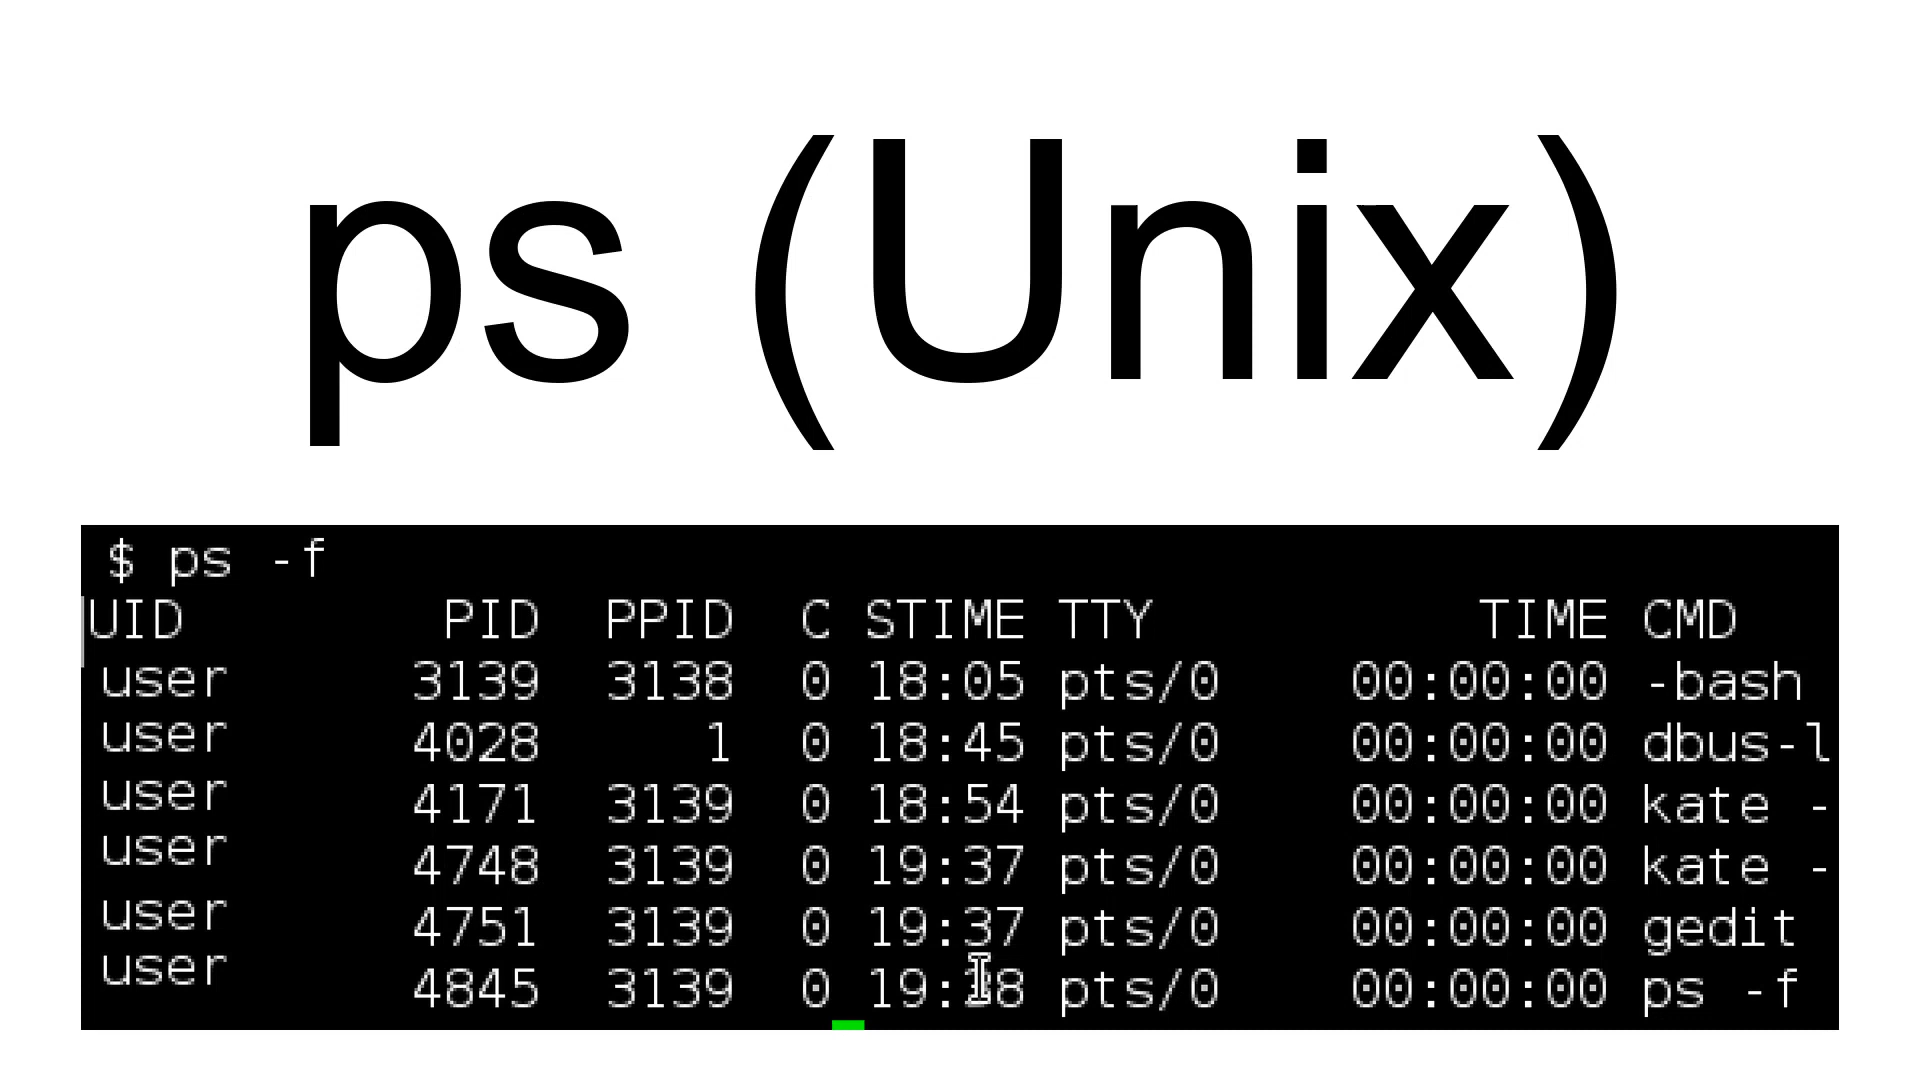 ps (Unix)
$ ps -f
UID PID PPID C STIME TTY TIME CMD
user 3139 3138 0 18:05 pts/0 00:00:00 -bash
user 4028 1 0 18:45 pts/0 00:00:00 dbus-l
user 4171 3139 0 18:54 pts/0 00:00:00 kate -
user 4748 3139 0 19:37 pts/0 00:00:00 kate -
user 4751 3139 0 19:37 pts/0 00:00:00 gedit
user 4845 3139 0 19:38 pts/0 00:00:00 ps -f